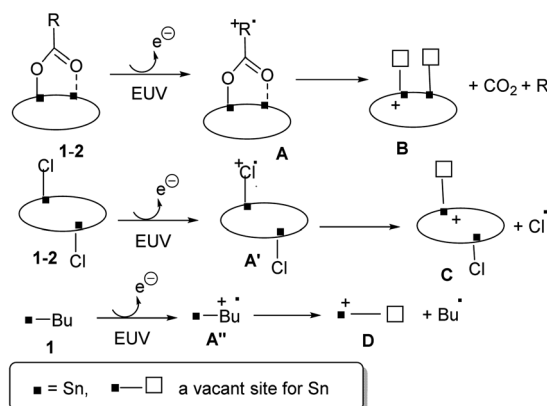 R
O
O
1-2
e⊖
EUV
+R•
O
O
A
+
B
+ CO2 + R
Cl
Cl
1-2
e⊖
EUV
+Cl•
Cl
A'
+
Cl
C
+ Cl•
■–Bu
1
e⊖
EUV
■–Bu+•
A"
■+–□
D
+ Bu•
■ = Sn, ■–□ a vacant site for Sn